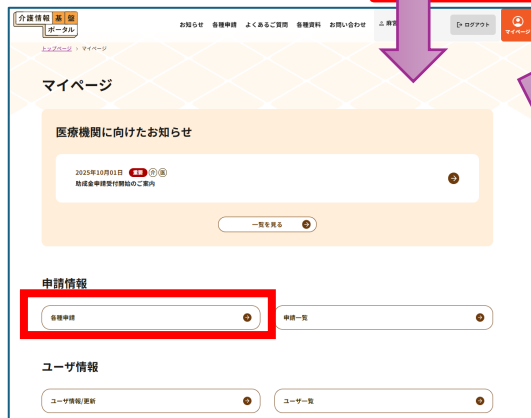 介護情報基盤
ポータル
お知らせ 各種申請 よくあるご質問 各種資料 お問い合わせ
ログアウト
マイページ
トップページ > マイページ
マイページ
医療機関に向けたお知らせ
2025年10月01日 重要 介 医
助成金申請受付開始のご案内
一覧を見る
申請情報
各種申請
申請一覧
ユーザ情報
ユーザ情報/更新
ユーザ一覧